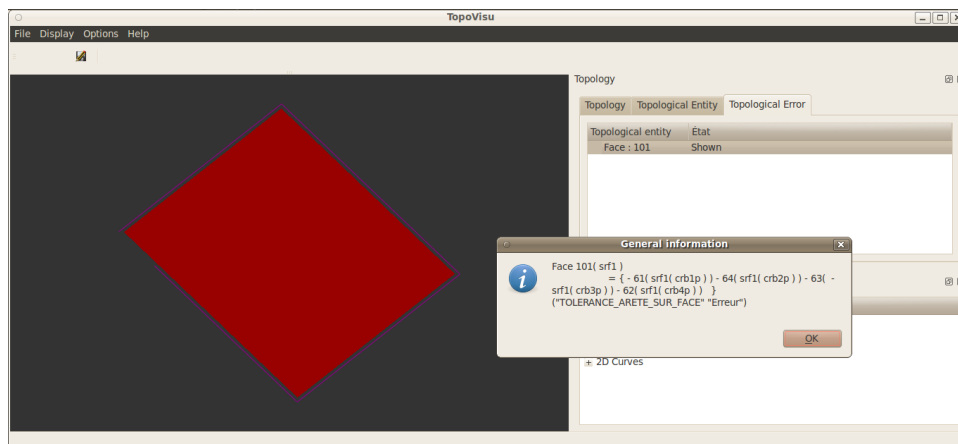 TopoVisu
File Display Options Help
Topology
Topology Topological Entity Topological Error
Topological entity État
Face : 101 Shown
General information
Face 101( srf1 )
= { - 61( srf1( crb1p ) ) - 64( srf1( crb2p ) ) - 63( -
srf1( crb3p ) ) - 62( srf1( crb4p ) ) }
("TOLERANCE_ARETE_SUR_FACE" "Erreur")
OK
+ 2D Curves